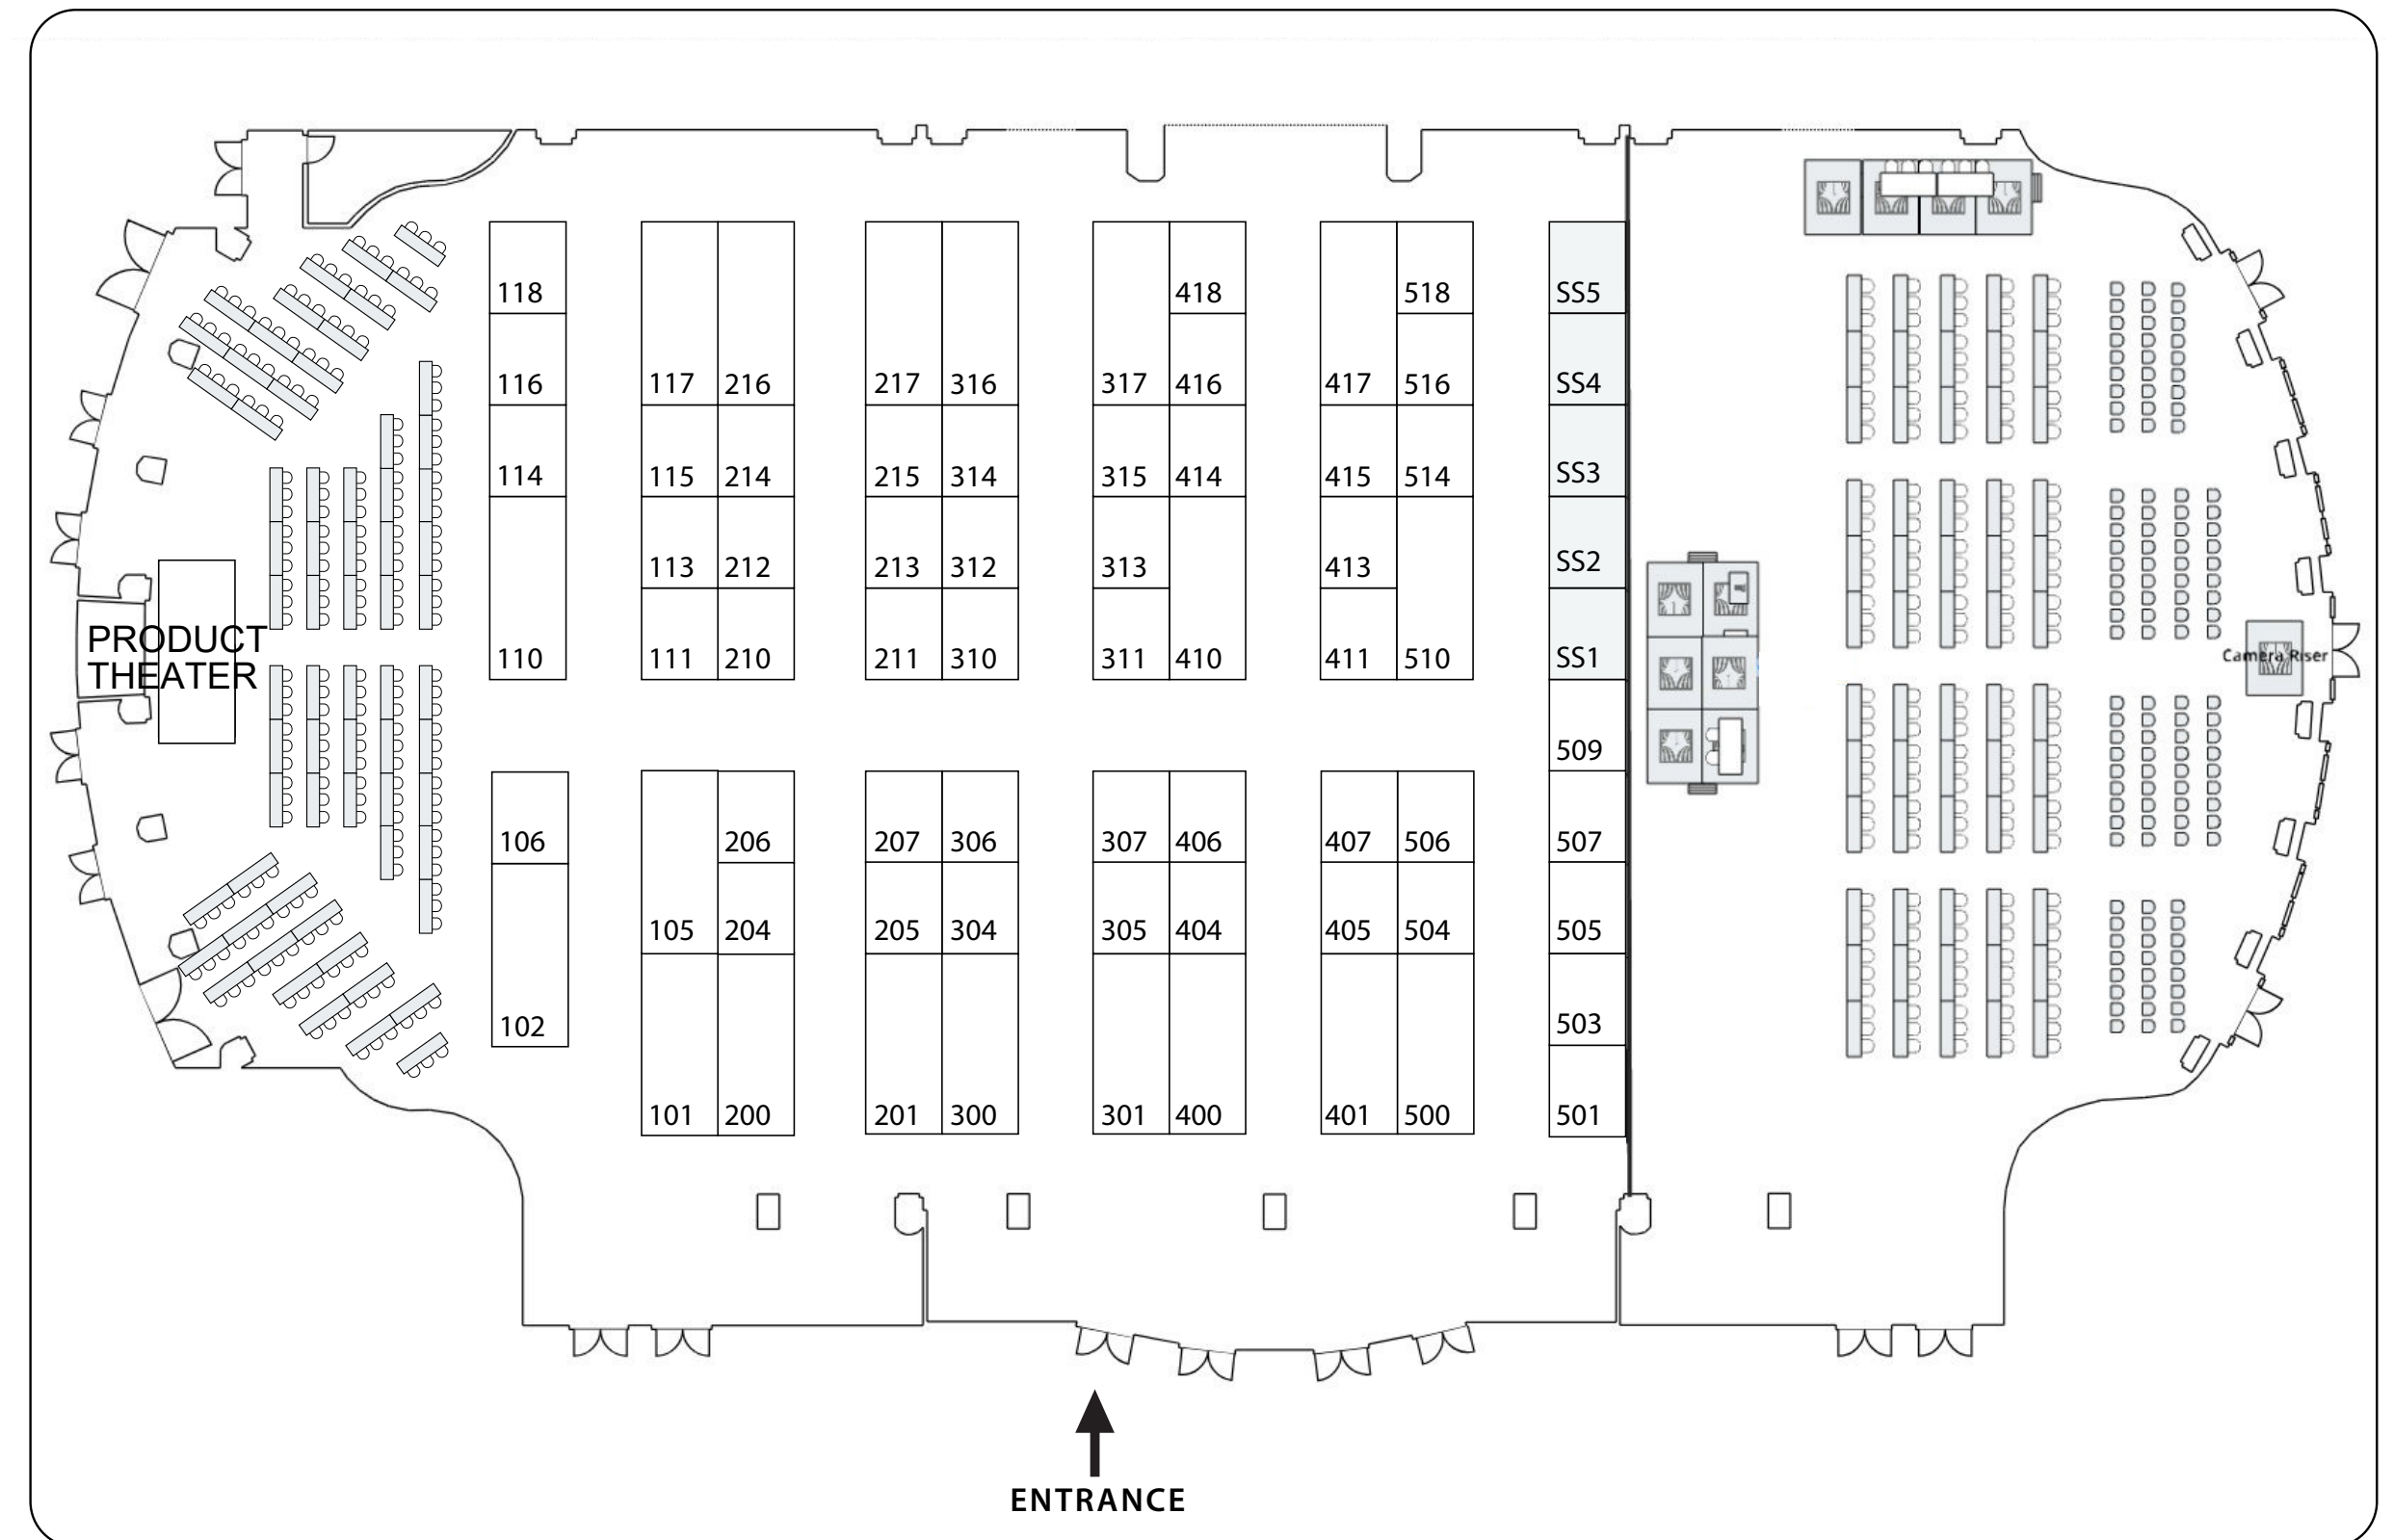 118 418 518 SS5
116 117 216 217 316 317 416 417 516 SS4
114 115 214 215 314 315 414 415 514 SS3
113 212 213 312 313 413 SS2
110 111 210 211 310 311 410 411 510 SS1
PRODUCT
THEATER
Camera Riser
509
106 206 207 306 307 406 407 506 507
105 204 205 304 305 404 405 504 505
102 503
101 200 201 300 301 400 401 500 501
ENTRANCE